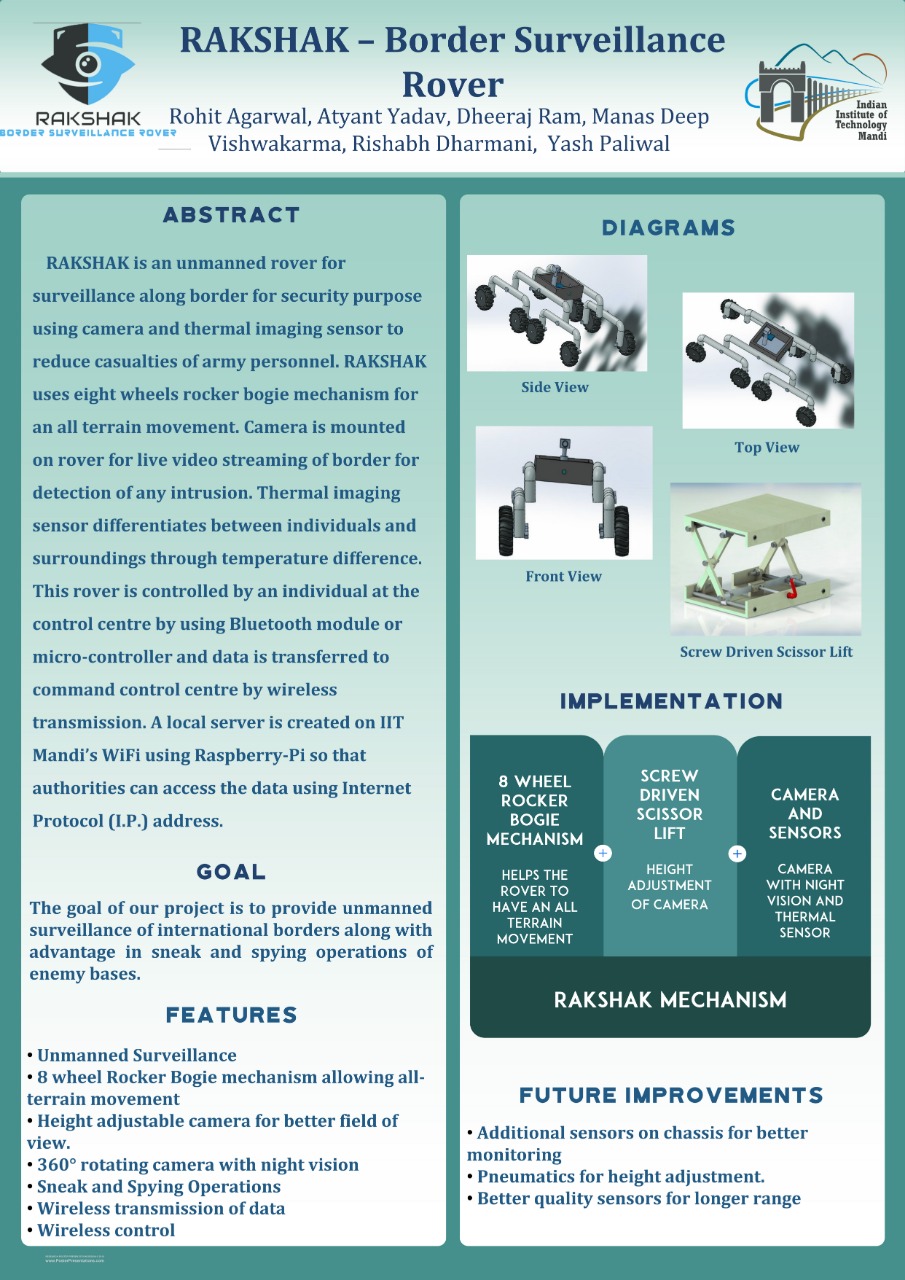 RAKSHAK – Border Surveillance
Rover
Rohit Agarwal, Atyant Yadav, Dheeraj Ram, Manas Deep
Vishwakarma, Rishabh Dharmani, Yash Paliwal
RAKSHAK
BORDER SURVEILLANCE ROVER
Indian
Institute of
Technology
Mandi
ABSTRACT
RAKSHAK is an unmanned rover for
surveillance along border for security purpose
using camera and thermal imaging sensor to
reduce casualties of army personnel. RAKSHAK
uses eight wheels rocker bogie mechanism for
an all terrain movement. Camera is mounted
on rover for live video streaming of border for
detection of any intrusion. Thermal imaging
sensor differentiates between individuals and
surroundings through temperature difference.
This rover is controlled by an individual at the
control centre by using Bluetooth module or
micro-controller and data is transferred to
command control centre by wireless
transmission. A local server is created on IIT
Mandi's WiFi using Raspberry-Pi so that
authorities can access the data using Internet
Protocol (I.P.) address.
GOAL
The goal of our project is to provide unmanned
surveillance of international borders along with
advantage in sneak and spying operations of
enemy bases.
FEATURES
• Unmanned Surveillance
• 8 wheel Rocker Bogie mechanism allowing all-
terrain movement
• Height adjustable camera for better field of
view.
• 360° rotating camera with night vision
• Sneak and Spying Operations
• Wireless transmission of data
• Wireless control
DIAGRAMS
Side View
Top View
Front View
Screw Driven Scissor Lift
IMPLEMENTATION
8 WHEEL
ROCKER
BOGIE
MECHANISM
HELPS THE
ROVER TO
HAVE AN ALL
TERRAIN
MOVEMENT
+
SCREW
DRIVEN
SCISSOR
LIFT
HEIGHT
ADJUSTMENT
OF CAMERA
+
CAMERA
AND
SENSORS
CAMERA
WITH NIGHT
VISION AND
THERMAL
SENSOR
RAKSHAK MECHANISM
FUTURE IMPROVEMENTS
• Additional sensors on chassis for better
monitoring
• Pneumatics for height adjustment.
• Better quality sensors for longer range
www.PosterPresentations.com